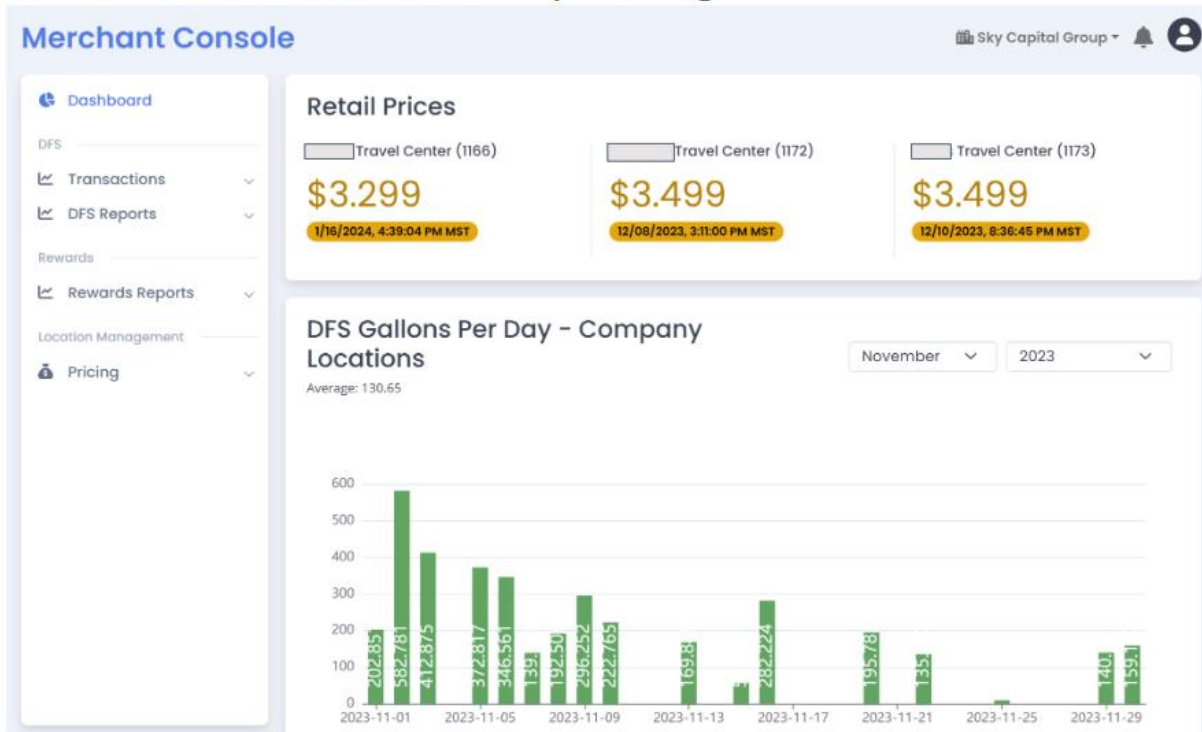 Merchant Console
Sky Capital Group
Dashboard
DFS
Transactions
DFS Reports
Rewards
Rewards Reports
Location Management
Pricing
Retail Prices
Travel Center (1166)
$3.299
1/16/2024, 4:39:04 PM MST
Travel Center (1172)
$3.499
12/08/2023, 3:11:00 PM MST
Travel Center (1173)
$3.499
12/10/2023, 8:36:45 PM MST
DFS Gallons Per Day - Company
Locations
November
2023
Average: 130.65
600
500
400
300
200
100
0
202.85
582.781
412.875
372.817
346.561
139.
192.50
296.252
222.765
169.8
282.224
195.78
135.
140.
159.1
2023-11-01
2023-11-05
2023-11-09
2023-11-13
2023-11-17
2023-11-21
2023-11-25
2023-11-29